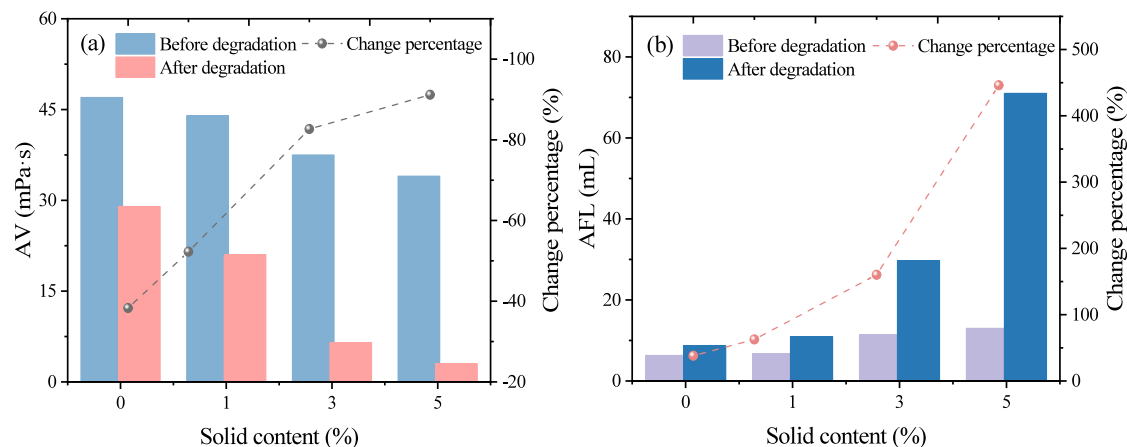 (a)
Before degradation
After degradation
Change percentage
AV (mPa·s)
60
45
30
15
0
Change percentage (%)
-100
-80
-60
-40
-20
0
1
3
5
Solid content (%)
(b)
Before degradation
After degradation
Change percentage
AFL (mL)
80
60
40
20
0
Change percentage (%)
500
400
300
200
100
0
0
1
3
5
Solid content (%)